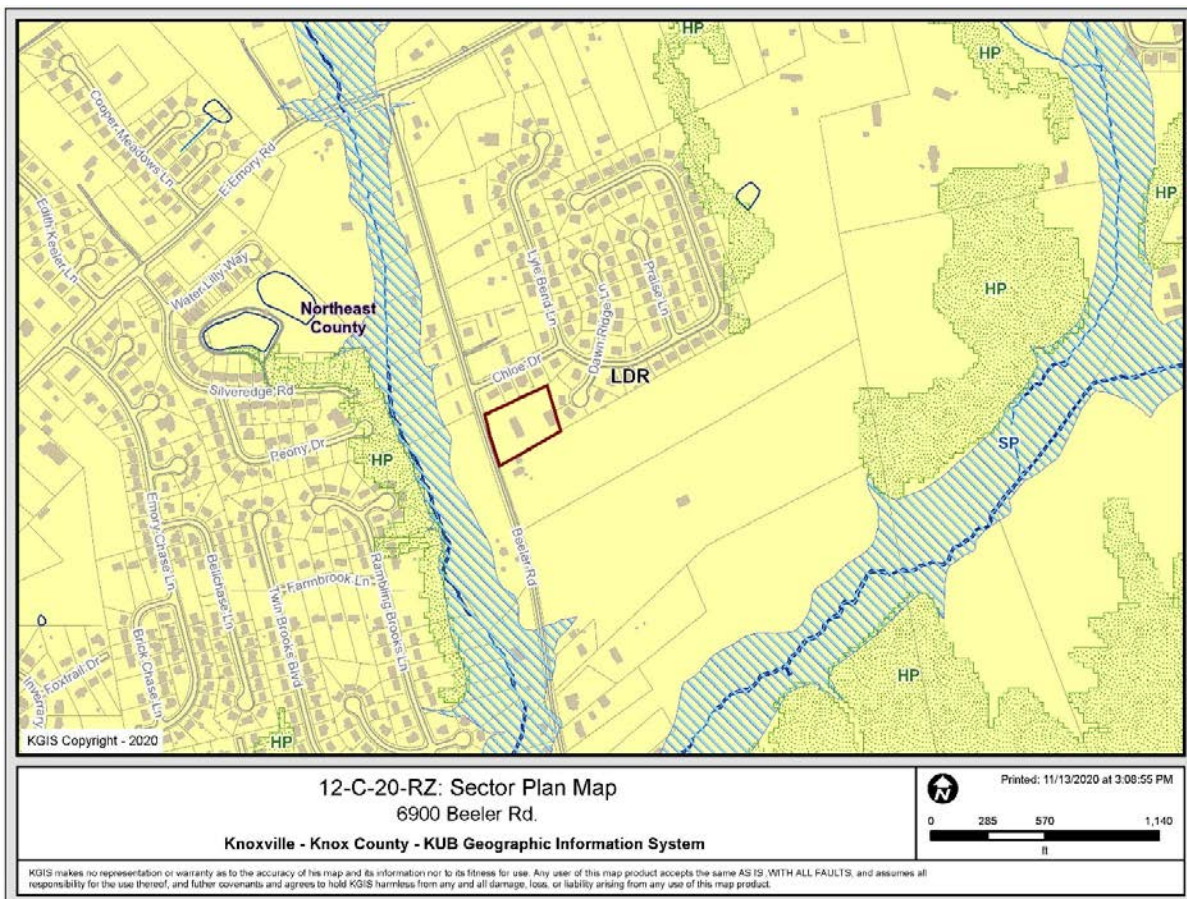 HP
HP
Cooper Meadows Ln
E Emory Rd
Edith Keeler Ln
HP
Water Lilly Way
Lyle Bend Ln
Praise Ln
Dawn Ridge Ln
HP
Northeast
County
Chloe Dr
LDR
Silveredge Rd
Peony Dr
HP
SP
Emory Chase Ln
Bellchase Ln
Beeler Rd
Farmbrook Ln
Twin Brooks Blvd
Rambling Brooks Ln
Brick Chase Ln
Foxtrail Dr
Inverrary
HP
HP
KGIS Copyright - 2020
12-C-20-RZ: Sector Plan Map
6900 Beeler Rd.
Knoxville - Knox County - KUB Geographic Information System
N
Printed: 11/13/2020 at 3:08:55 PM
0 285 570 1,140
ft
KGIS makes no representation or warranty as to the accuracy of his map and its information nor to its fitness for use. Any user of this map product accepts the same AS IS ,WITH ALL FAULTS, and assumes all
responsibility for the use thereof, and futher covenants and agrees to hold KGIS harmless from any and all damage, loss, or liability arising from any use of this map product.